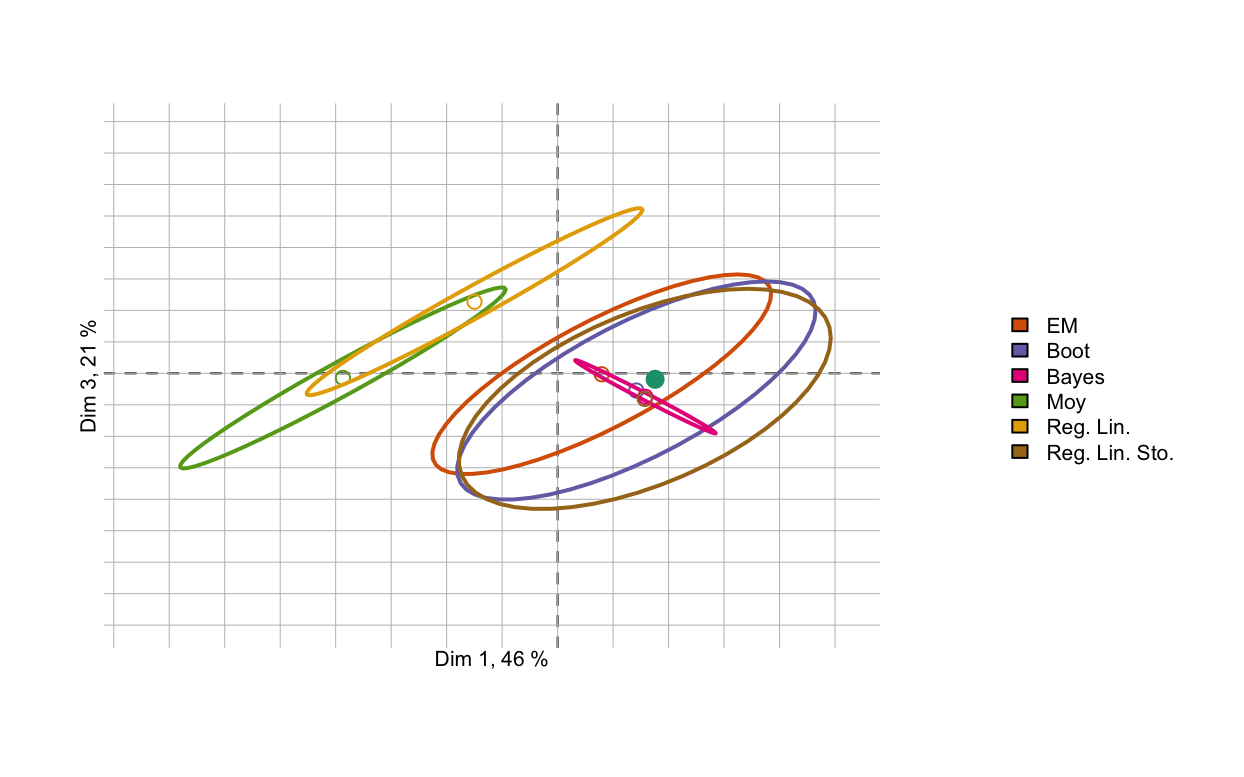 Dim 3, 21 %
Dim 1, 46 %
EM
Boot
Bayes
Moy
Reg. Lin.
Reg. Lin. Sto.